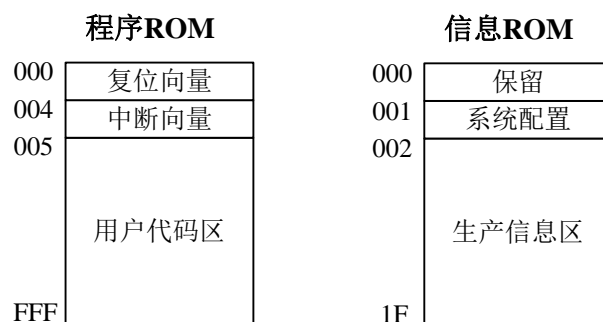 程序ROM
000
复位向量
004
中断向量
005
用户代码区
FFF
信息ROM
000
保留
001
系统配置
002
生产信息区
1F